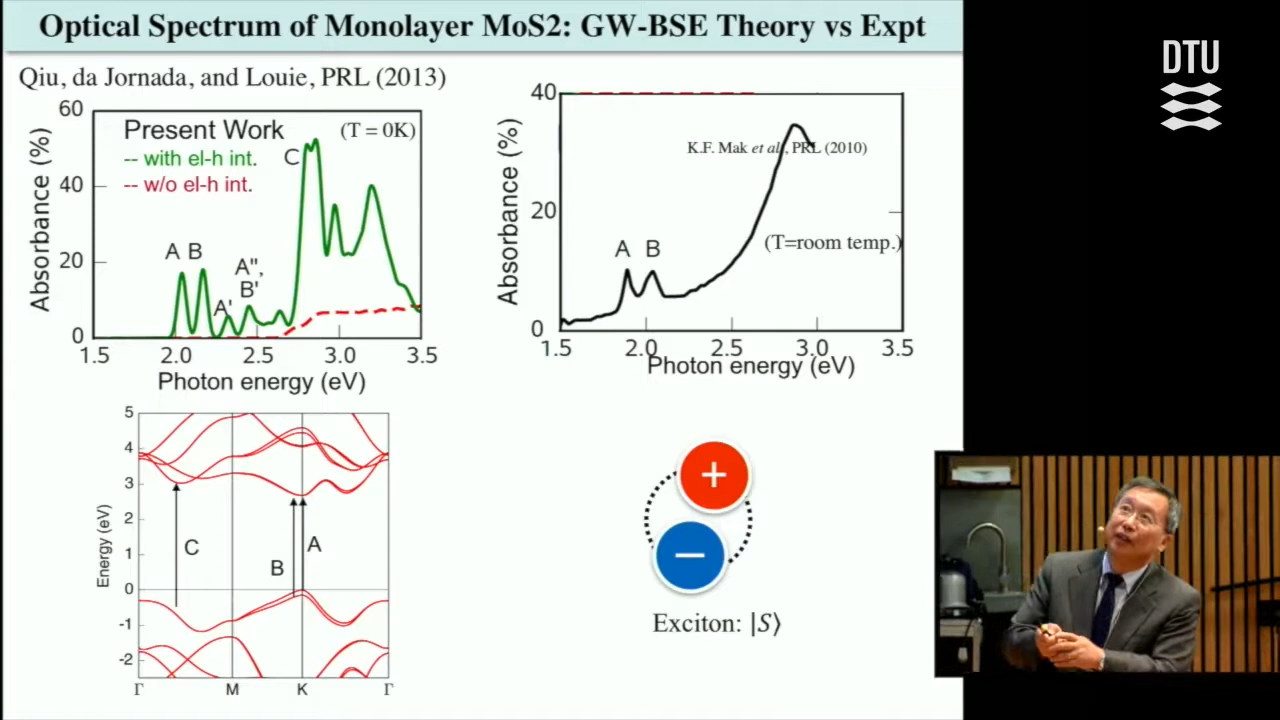 Optical Spectrum of Monolayer MoS2: GW-BSE Theory vs Expt
DTU
Qiu, da Jornada, and Louie, PRL (2013)
60
40
20
0
Absorbance (%)
Present Work
(T = 0K)
-- with el-h int.
-- w/o el-h int.
C
A B
A'
A", 
B'
1.5 2.0 2.5 3.0 3.5
Photon energy (eV)
40
20
0
Absorbance (%)
K.F. Mak et al, PRL (2010)
(T=room temp.)
A B
1.5 2.0 2.5 3.0 3.5
Photon energy (eV)
5
4
3
2
1
0
-1
-2
Energy (eV)
C
B
A
Γ M K Γ
+
−
Exciton: |S⟩